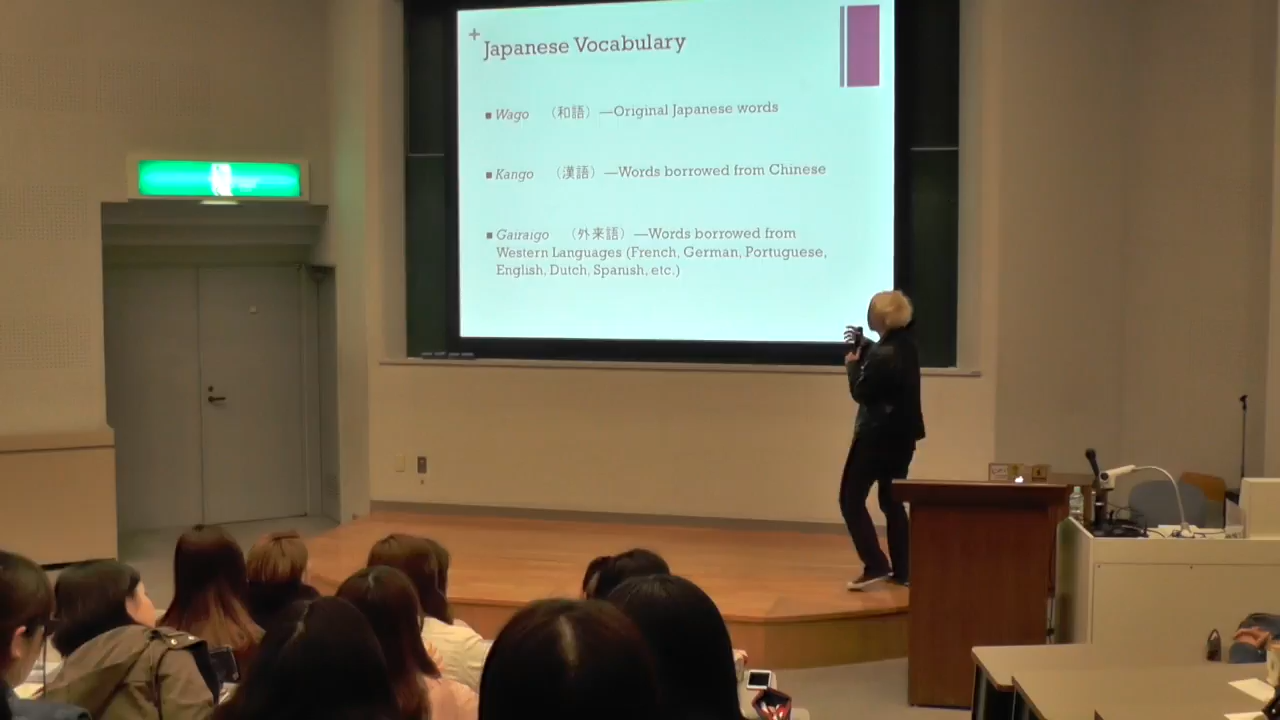 +
Japanese Vocabulary
■ Wago （和語）—Original Japanese words
■ Kango （漢語）—Words borrowed from Chinese
■ Gairaigo （外来語）—Words borrowed from
Western Languages (French, German, Portuguese,
English, Dutch, Spanish, etc.)